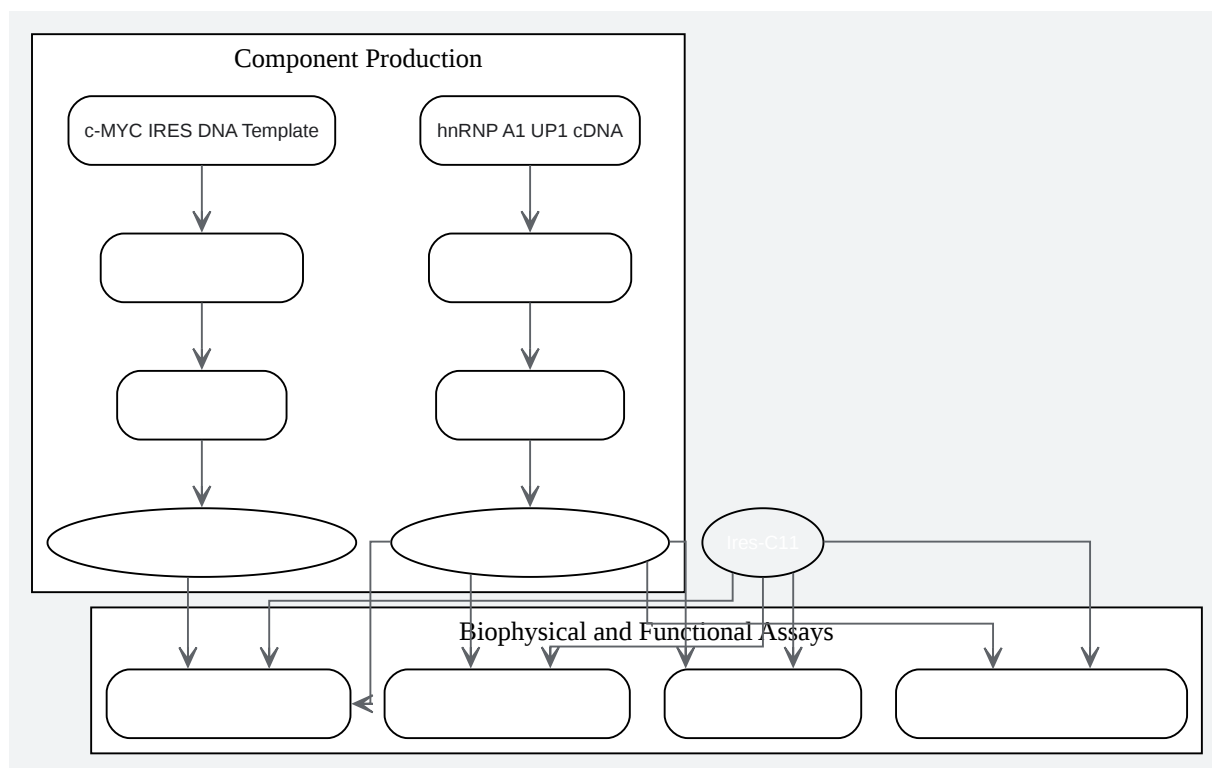 Component Production
c-MYC IRES DNA Template
hnRNP A1 UP1 cDNA
Ires-C11
Biophysical and Functional Assays